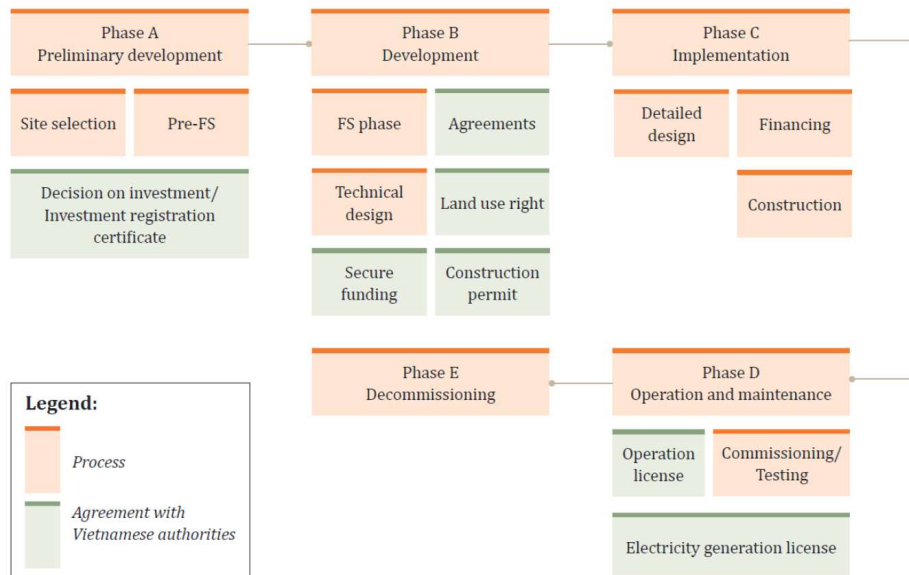 Phase A
Preliminary development
Phase B
Development
Phase C
Implementation
Site selection
Pre-FS
Decision on investment/
Investment registration
certificate
FS phase
Agreements
Technical
design
Land use right
Secure
funding
Construction
permit
Detailed
design
Financing
Construction
Phase E
Decommissioning
Phase D
Operation and maintenance
Operation
license
Commissioning/
Testing
Electricity generation license
Legend:
Process
Agreement with
Vietnamese authorities